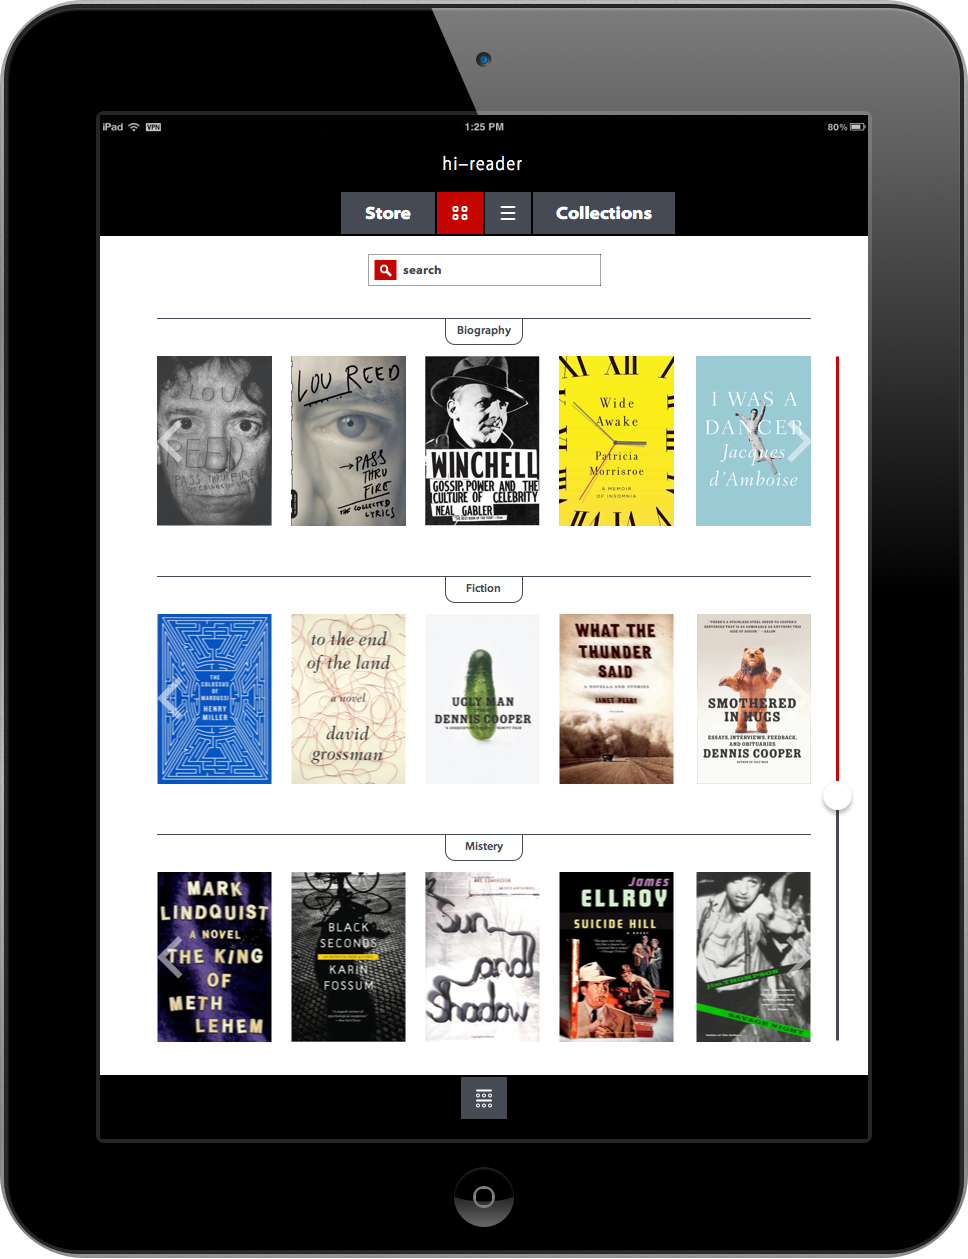 iPad VPN
1:25 PM
80%
hi-reader
Store
Collections
search
Biography
LOU
REED
PASS THRU FIRE
THE COLLECTED LYRICS
LOU REED
→PASS
THRU
FIRE
THE COLLECTED
LYRICS
WINCHELL
GOSSIP, POWER AND THE
CULTURE OF CELEBRITY
NEAL GABLER
XII
Wide
Awake
Patricia
Morrisroe
A MEMOIR
OF INSOMNIA
I WAS A
DANCER
Jacques
d'Amboise
Fiction
THE
COLOSSUS
OF
MAROUSSI
HENRY
MILLER
to the end
of the land
a novel
david
grossman
UGLY MAN
DENNIS COOPER
WHAT THE
THUNDER
SAID
A NOVELLA AND STORIES
JANET PEERY
SMOTHERED
IN HUGS
ESSAYS, INTERVIEWS, FEEDBACK,
AND OBITUARIES
DENNIS COOPER
Mistery
MARK
LINDQUIST
A NOVEL
THE KING
OF
METH
LEHEM
BLACK
SECONDS
KARIN
FOSSUM
Sun
and
Shadow
James
ELLROY
SUICIDE HILL
A NOVEL
JIM THOMPSON
SAVAGE NIGHT